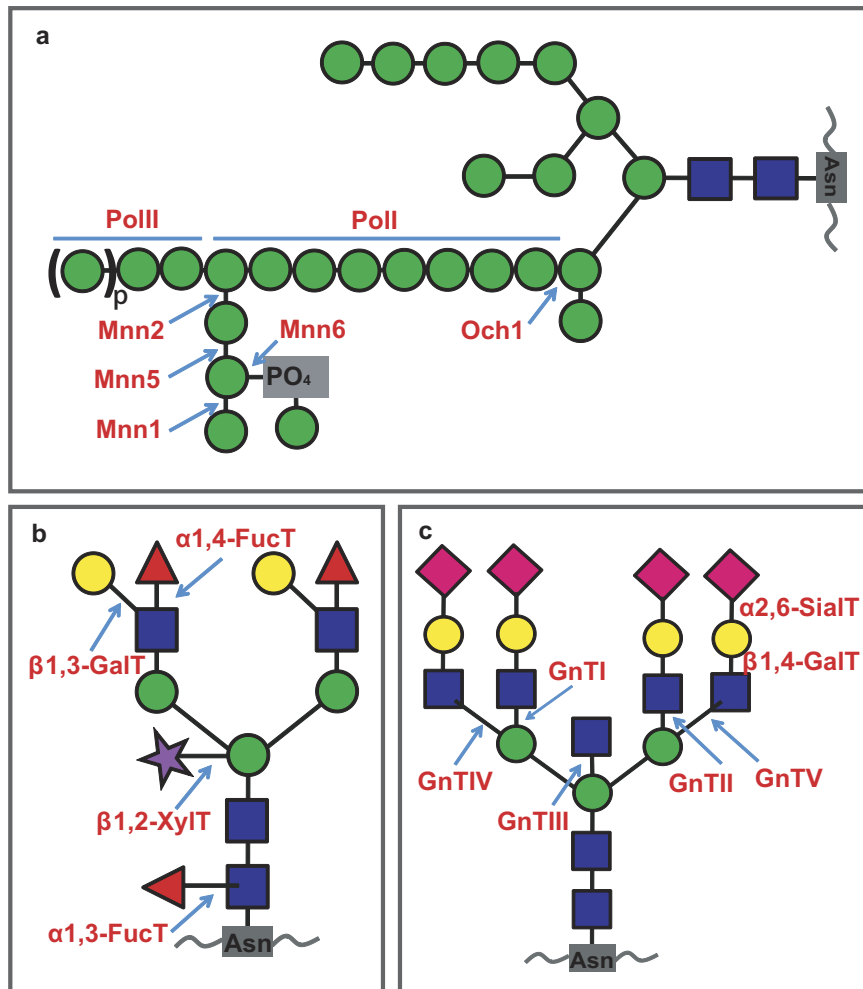 a
Asn
PolII PolI
p
Mnn2 Mnn6 Och1
Mnn5 PO4
Mnn1
b
α1,4-FucT
β1,3-GalT
β1,2-XylT
α1,3-FucT
Asn
c
α2,6-SialT
β1,4-GalT
GnTI
GnTIV GnTII GnTV
GnTIII
Asn